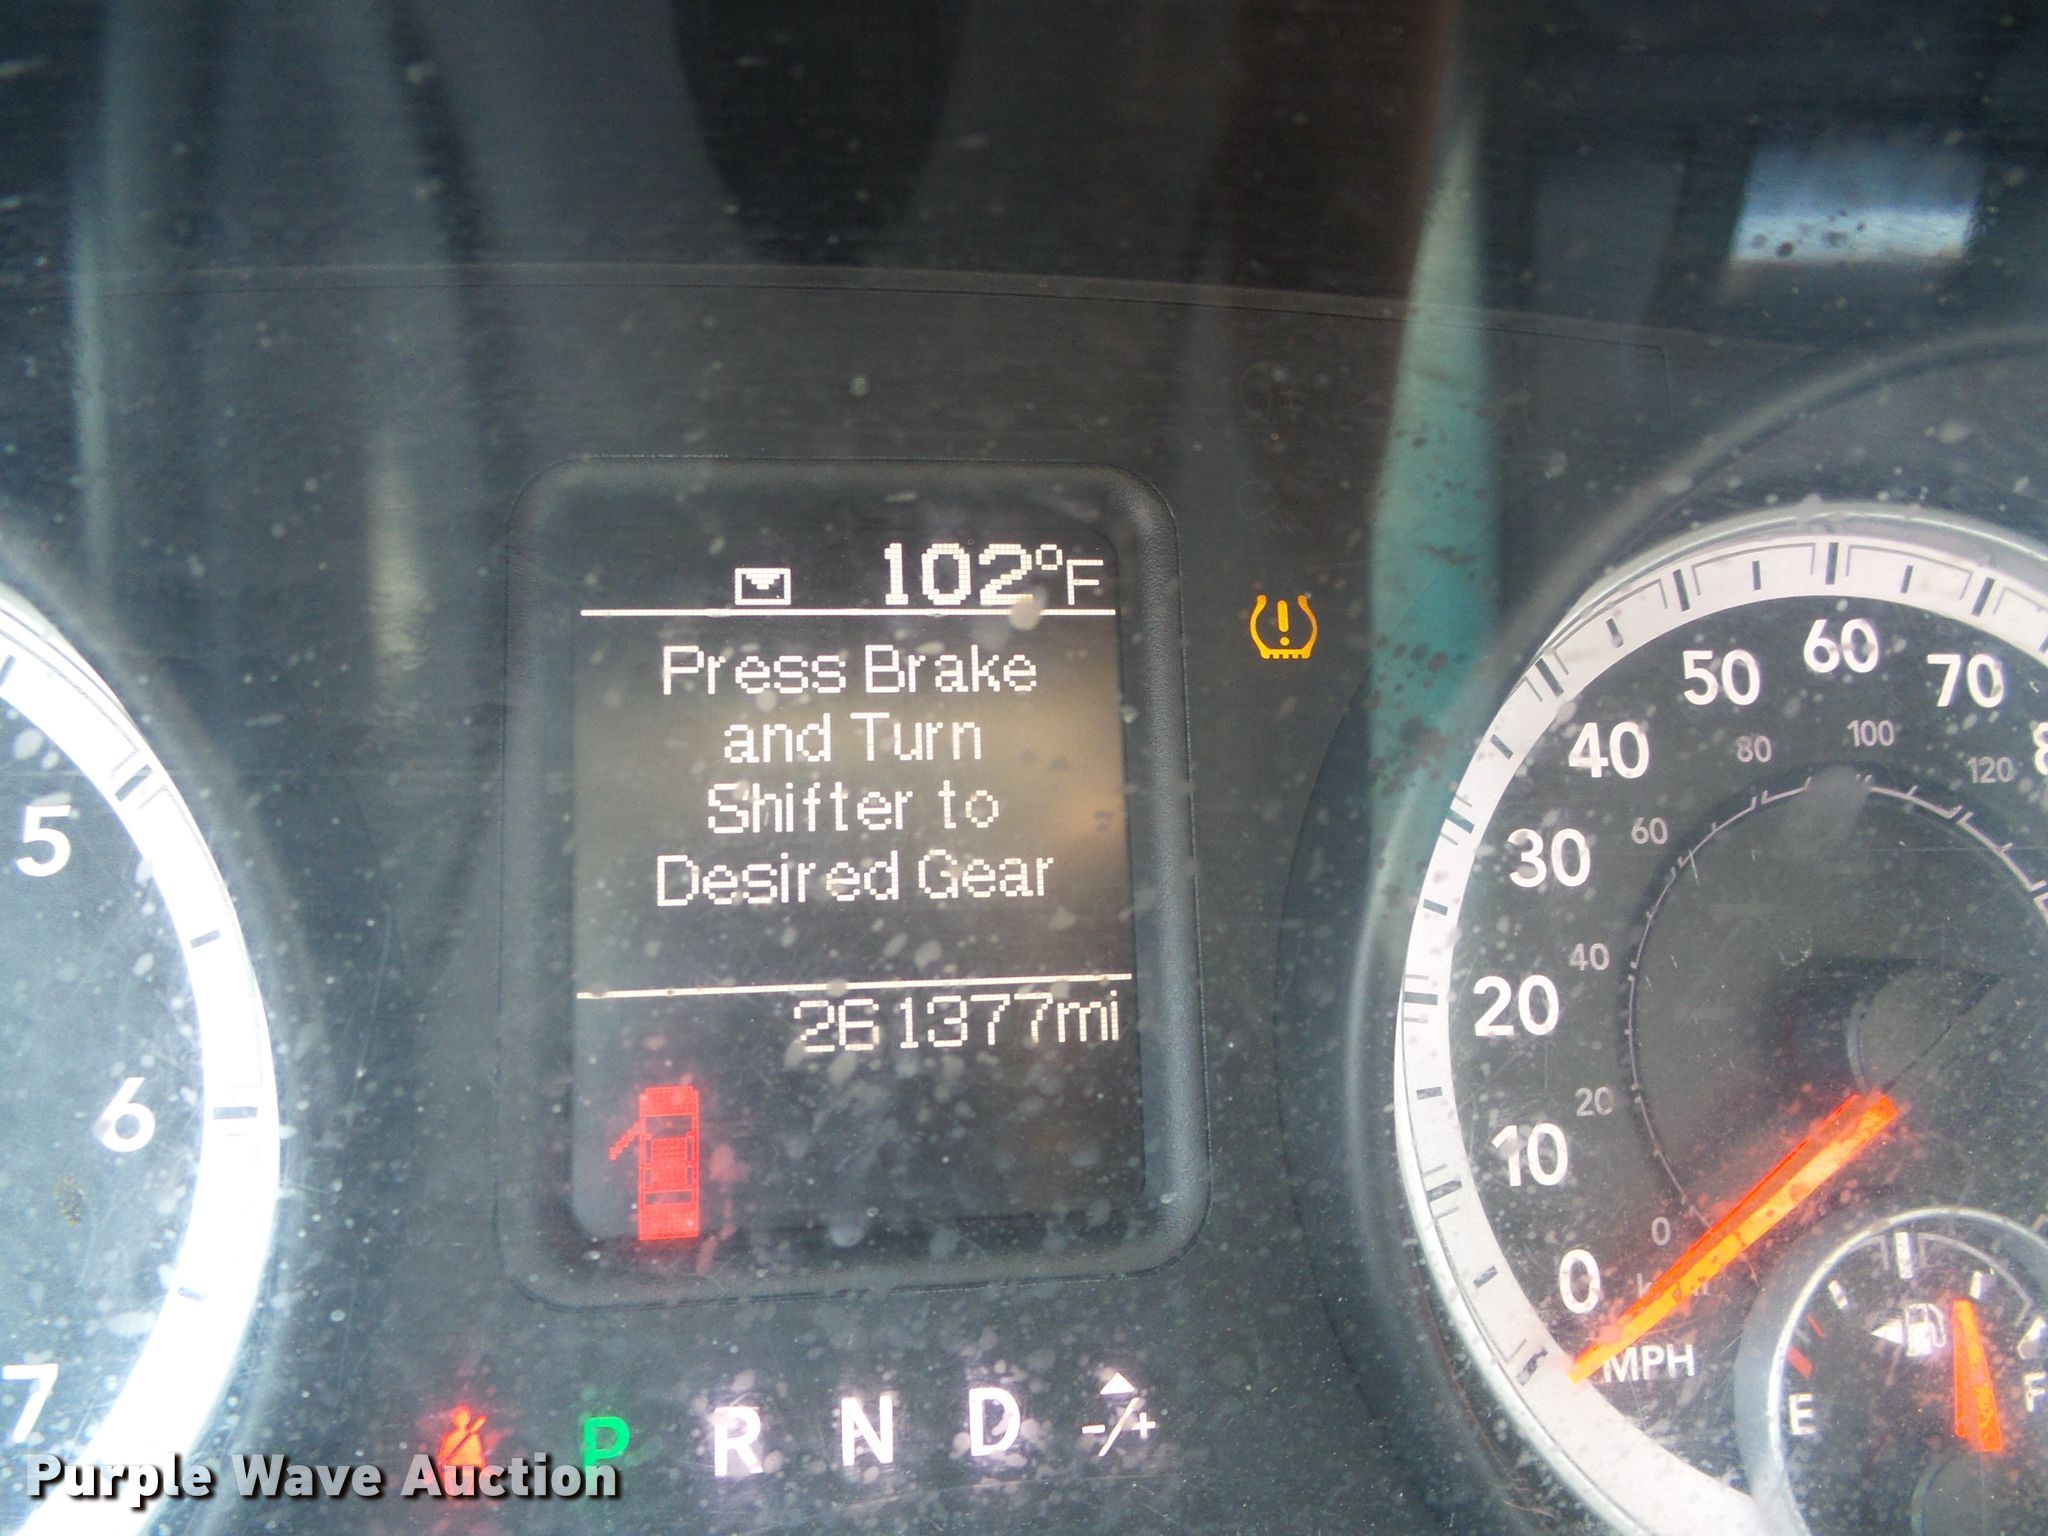 102°F
Press Brake
and Turn
Shifter to
Desired Gear
261377mi
5
6
7
P R N D -/+
0 10 20 30 40 50 60 70
0 20 40 60 80 100 120
MPH
E F
Purple Wave Auction